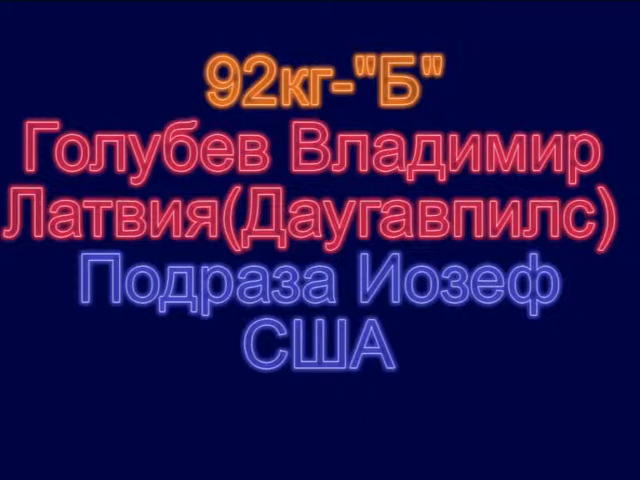 92кг-"Б"
Голубев Владимир
Латвия(Даугавпилс)
Подраза Иозеф
США